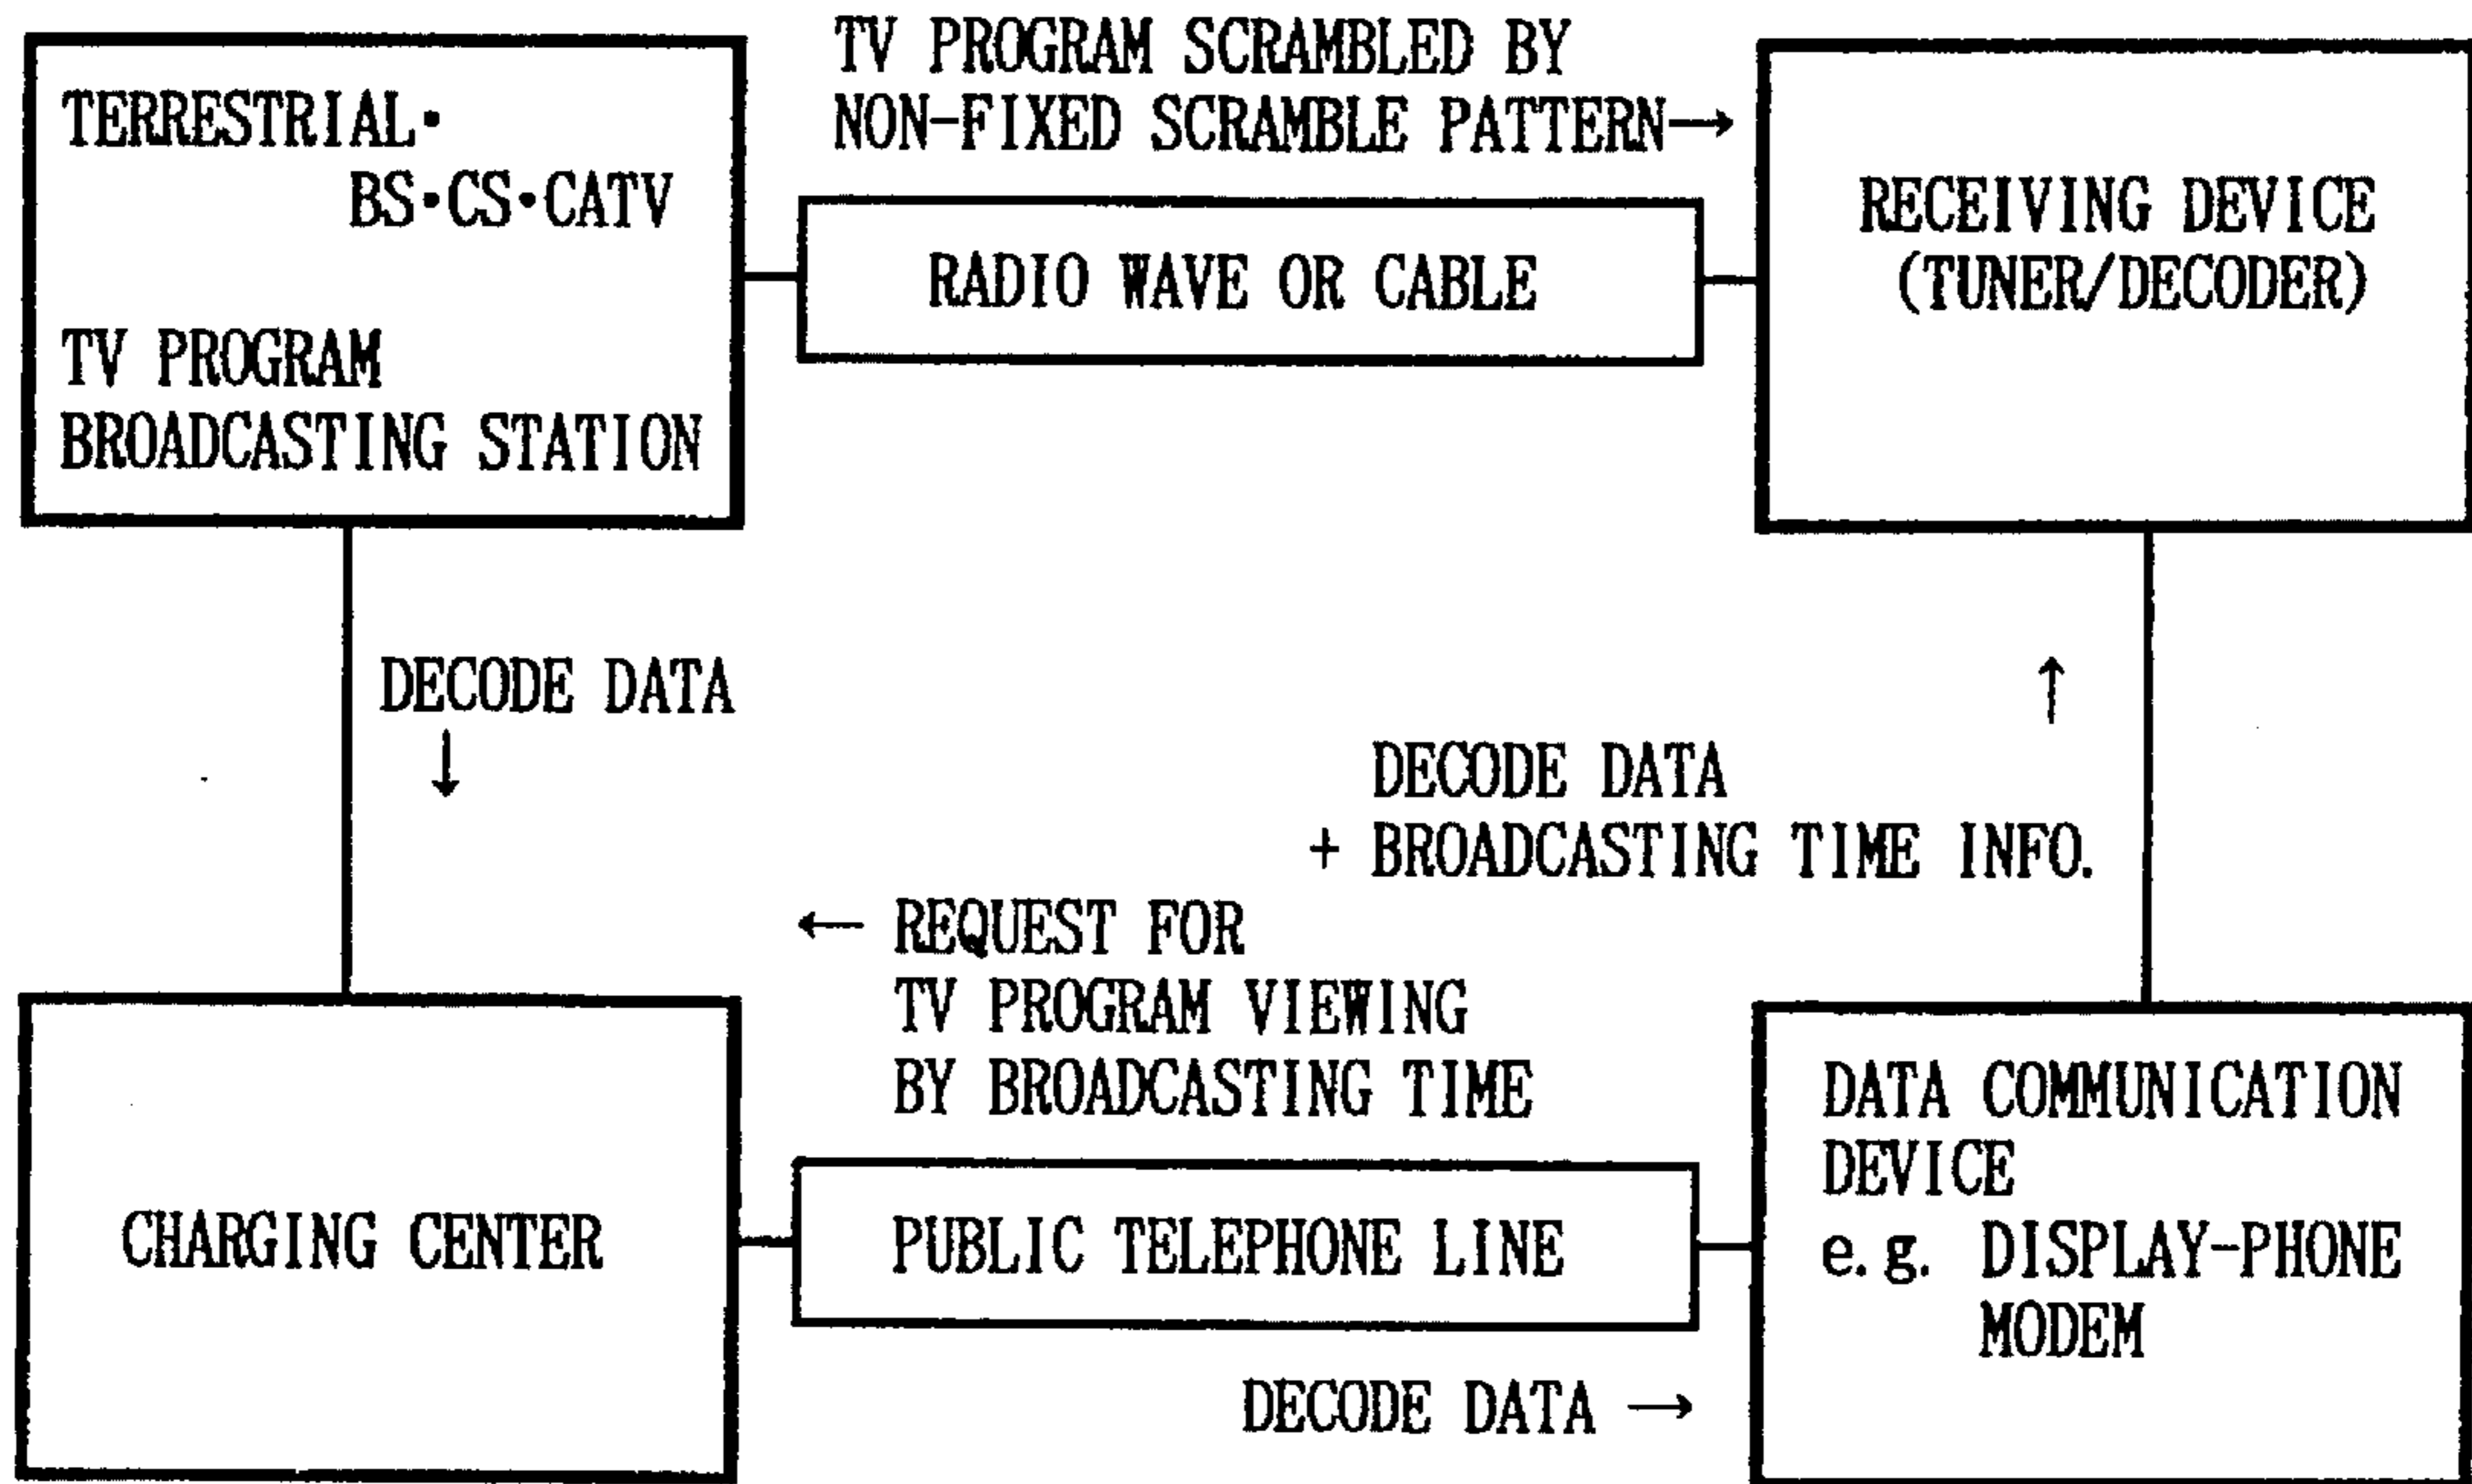 TERRESTRIAL・
BS・CS・CATV
TV PROGRAM
BROADCASTING STATION
TV PROGRAM SCRAMBLED BY
NON-FIXED SCRAMBLE PATTERN→
RADIO WAVE OR CABLE
RECEIVING DEVICE
(TUNER/DECODER)
DECODE DATA
↓
↑
DECODE DATA
+ BROADCASTING TIME INFO.
← REQUEST FOR
TV PROGRAM VIEWING
BY BROADCASTING TIME
CHARGING CENTER
PUBLIC TELEPHONE LINE
DECODE DATA →
DATA COMMUNICATION
DEVICE
e.g. DISPLAY-PHONE
MODEM